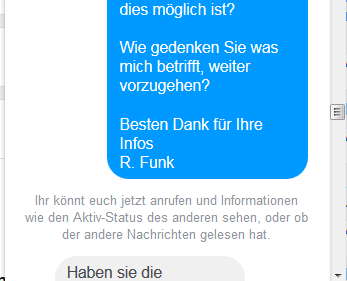 dies möglich ist?
Wie gedenken Sie was
mich betrifft, weiter
vorzugehen?
Besten Dank für Ihre
Infos
R. Funk
Ihr könnt euch jetzt anrufen und Informationen
wie den Aktiv-Status des anderen sehen, oder ob
der andere Nachrichten gelesen hat.
Haben sie die